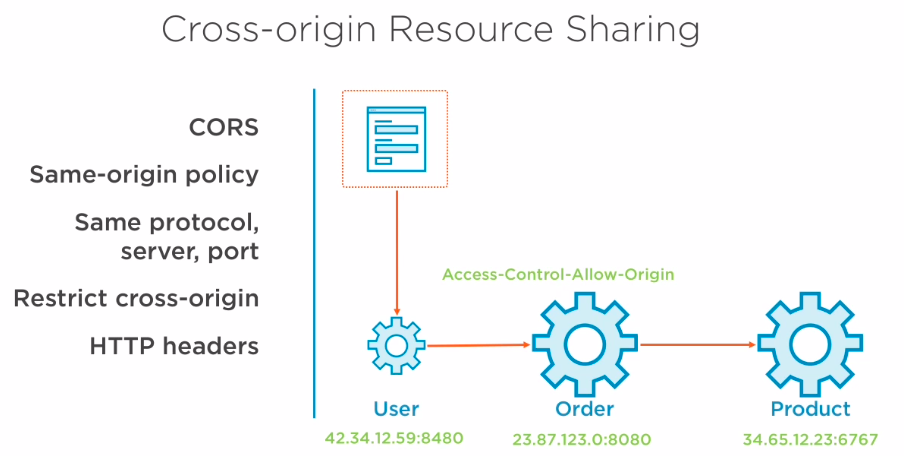 Cross-origin Resource Sharing
CORS
Same-origin policy
Same protocol,
server, port
Restrict cross-origin
HTTP headers
Access-Control-Allow-Origin
User
Order
Product
42.34.12.59:8480
23.87.123.0:8080
34.65.12.23:6767